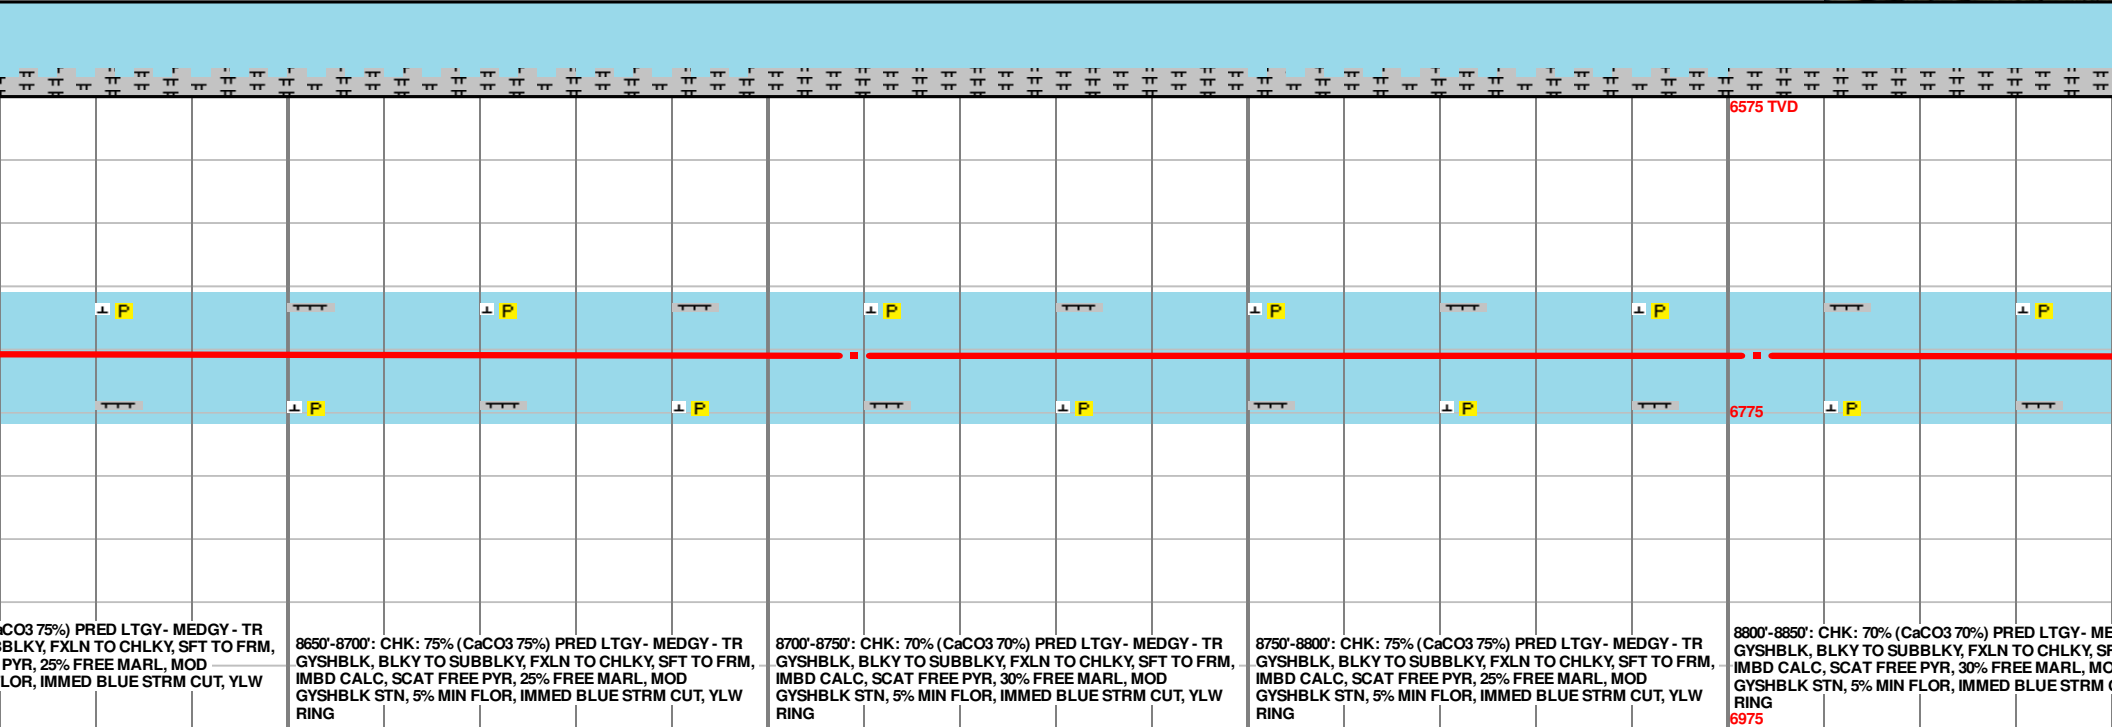 6575 TVD
P P P P P P
6775
P P P P P
CO3 75%) PRED LTGY- MEDGY - TR
BLKY, FXLN TO CHLKY, SFT TO FRM,
PYR, 25% FREE MARL, MOD
LOR, IMMED BLUE STRM CUT, YLW
8650'-8700': CHK: 75% (CaCO3 75%) PRED LTGY- MEDGY - TR
GYSHBLK, BLKY TO SUBBLKY, FXLN TO CHLKY, SFT TO FRM,
IMBD CALC, SCAT FREE PYR, 25% FREE MARL, MOD
GYSHBLK STN, 5% MIN FLOR, IMMED BLUE STRM CUT, YLW
RING
8700'-8750': CHK: 70% (CaCO3 70%) PRED LTGY- MEDGY - TR
GYSHBLK, BLKY TO SUBBLKY, FXLN TO CHLKY, SFT TO FRM,
IMBD CALC, SCAT FREE PYR, 30% FREE MARL, MOD
GYSHBLK STN, 5% MIN FLOR, IMMED BLUE STRM CUT, YLW
RING
8750'-8800': CHK: 75% (CaCO3 75%) PRED LTGY- MEDGY - TR
GYSHBLK, BLKY TO SUBBLKY, FXLN TO CHLKY, SFT TO FRM,
IMBD CALC, SCAT FREE PYR, 25% FREE MARL, MOD
GYSHBLK STN, 5% MIN FLOR, IMMED BLUE STRM CUT, YLW
RING
8800'-8850': CHK: 70% (CaCO3 70%) PRED LTGY- ME
GYSHBLK, BLKY TO SUBBLKY, FXLN TO CHLKY, SF
IMBD CALC, SCAT FREE PYR, 30% FREE MARL, MO
GYSHBLK STN, 5% MIN FLOR, IMMED BLUE STRM
RING
6975